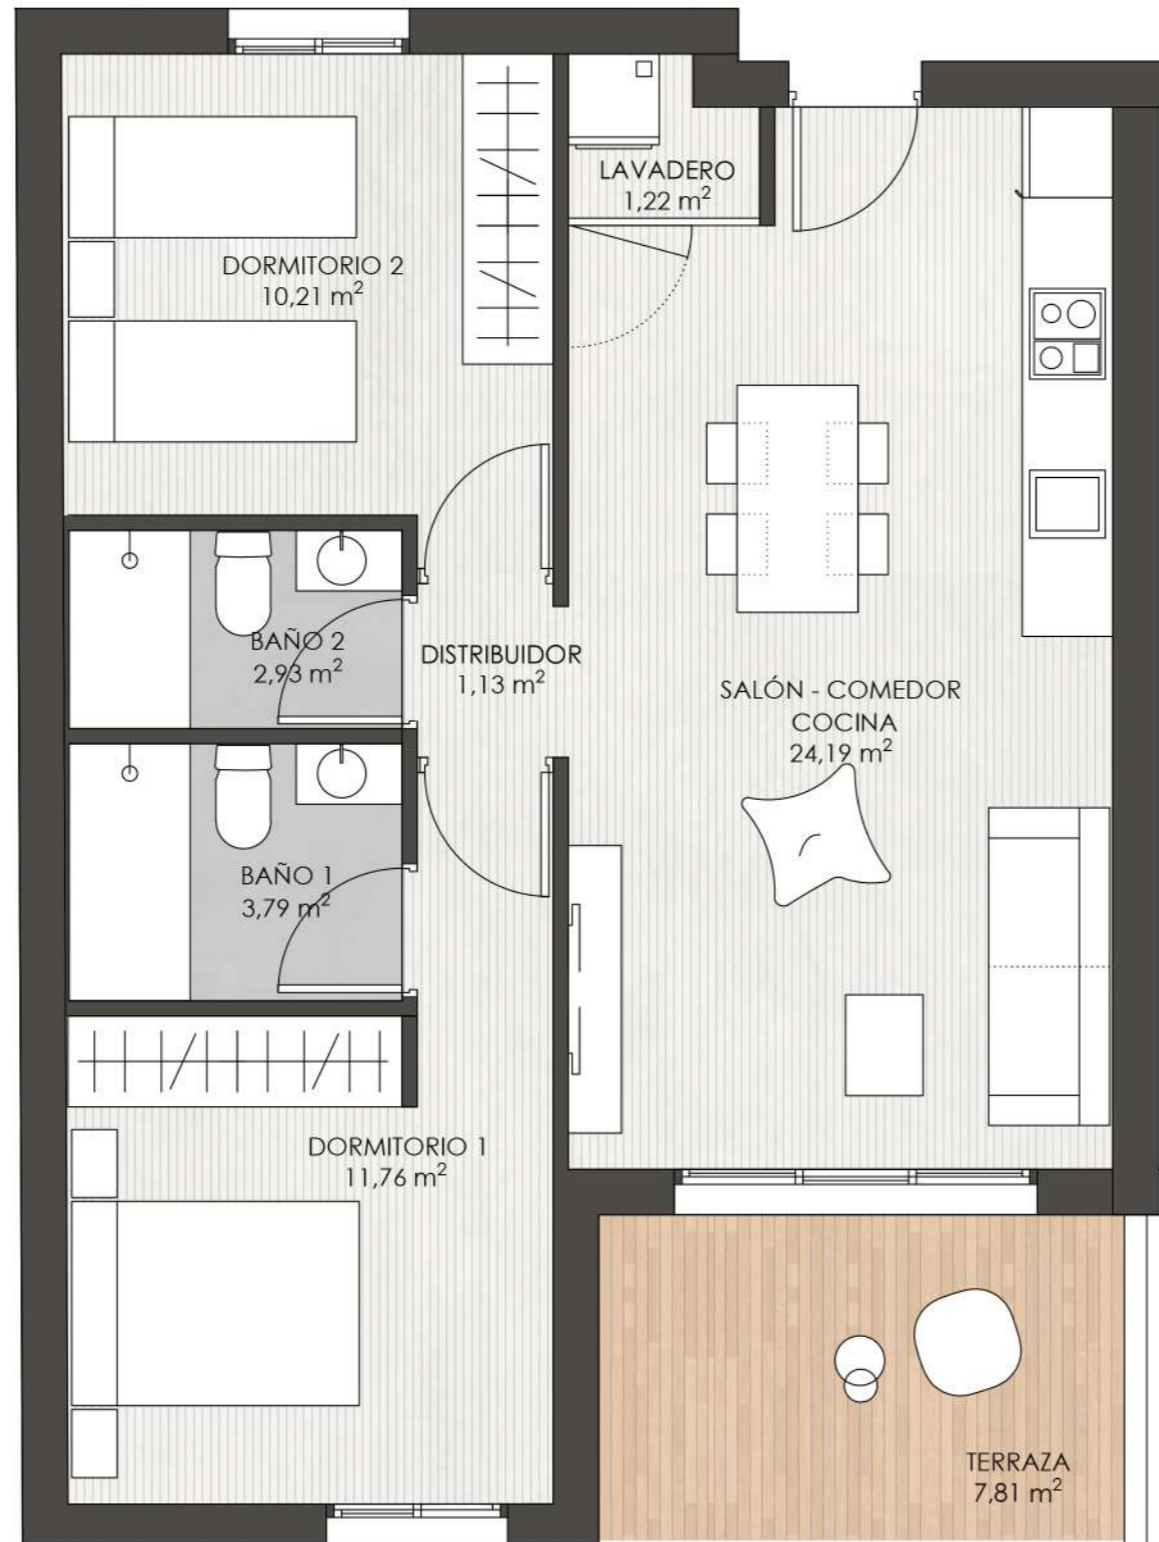 LAVADERO
1,22 m²
DORMITORIO 2
10,21 m²
BAÑO 2
2,93 m²
DISTRIBUIDOR
1,13 m²
SALÓN - COMEDOR
COCINA
24,19 m²
BAÑO 1
3,79 m²
DORMITORIO 1
11,76 m²
TERRAZA
7,81 m²